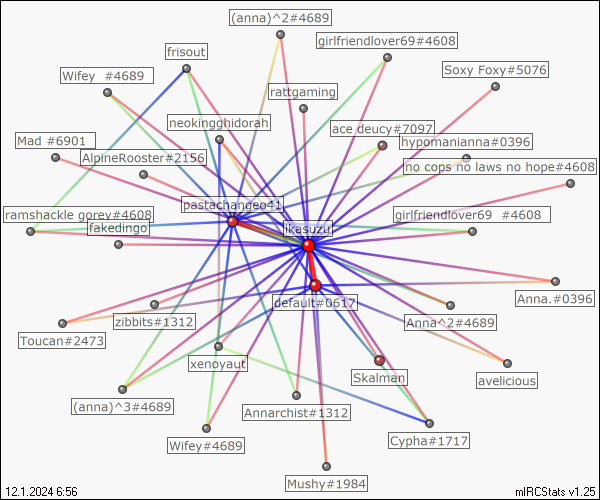 (anna)^2#4689
girlfriendlover69#4608
frisout
Wifey  #4689
Soxy Foxy#5076
rattgaming
neokingghidorah
ace deucy#7097
hypomanianna#0396
Mad #6901
AlpineRooster#2156
no cops no laws no hope#4608
pastachangeo41
ramshackle gorey#4608
girlfriendlover69  #4608
fakedingo
ikasuzu
default#0617
Anna.#0396
zibbits#1312
Anna^2#4689
Toucan#2473
xenoyaut
Skalman
avelicious
(anna)^3#4689
Annarchist#1312
Wifey#4689
Cypha#1717
Mushy#1984
12.1.2024 6:56
mIRCStats v1.25